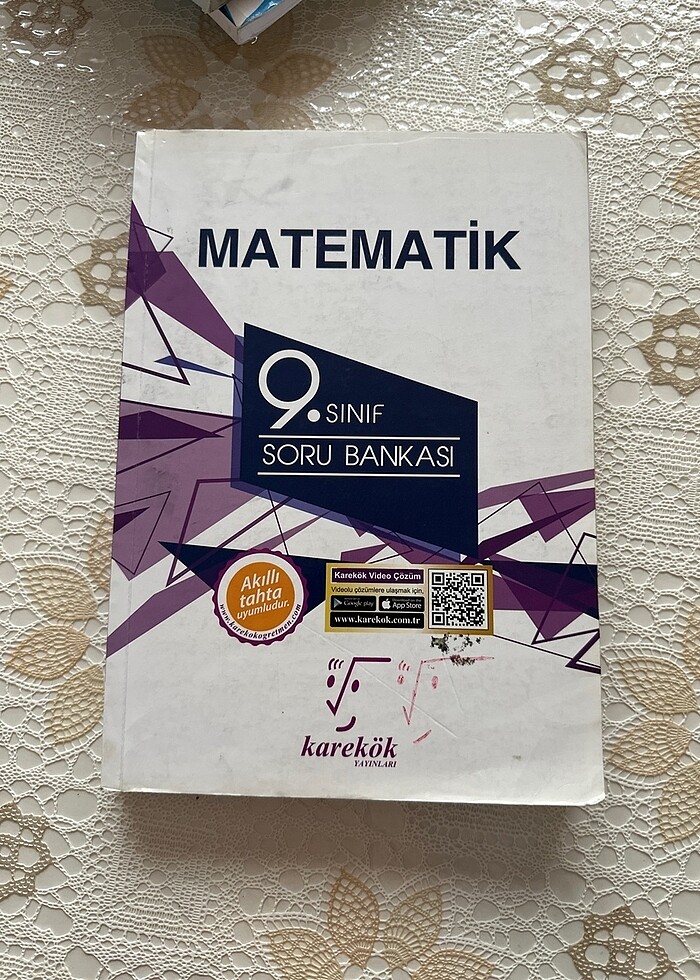 MATEMATİK
9. SINIF
SORU BANKASI
Akıllı
tahta
uyumludur.
www.karekokogretmen.com
Karekök Video Çözüm
Videolu çözümlere ulaşmak için,
Google play
App Store
www.karekok.com.tr
karekök
YAYINLARI